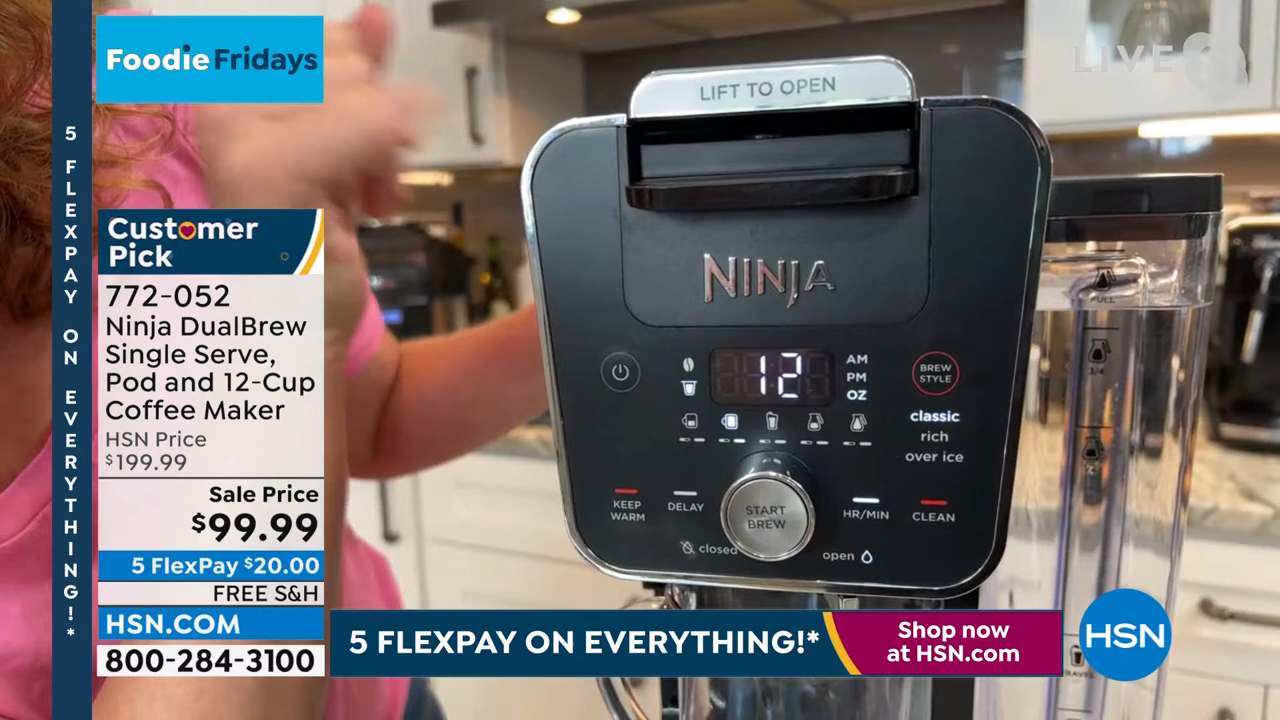 Foodie Fridays
LIVE
5 FLEXPAY ON EVERYTHING!*
Customer
Pick
772-052
Ninja DualBrew
Single Serve,
Pod and 12-Cup
Coffee Maker
HSN Price
$199.99
Sale Price
$99.99
5 FlexPay $20.00
FREE S&H
HSN.COM
800-284-3100
LIFT TO OPEN
NINJA
12
AM
PM
OZ
BREW
STYLE
classic
rich
over ice
KEEP
WARM
DELAY
START
BREW
HR/MIN
CLEAN
closed
open
FULL
3/4
TRAVEL
5 FLEXPAY ON EVERYTHING!*
Shop now
at HSN.com
HSN